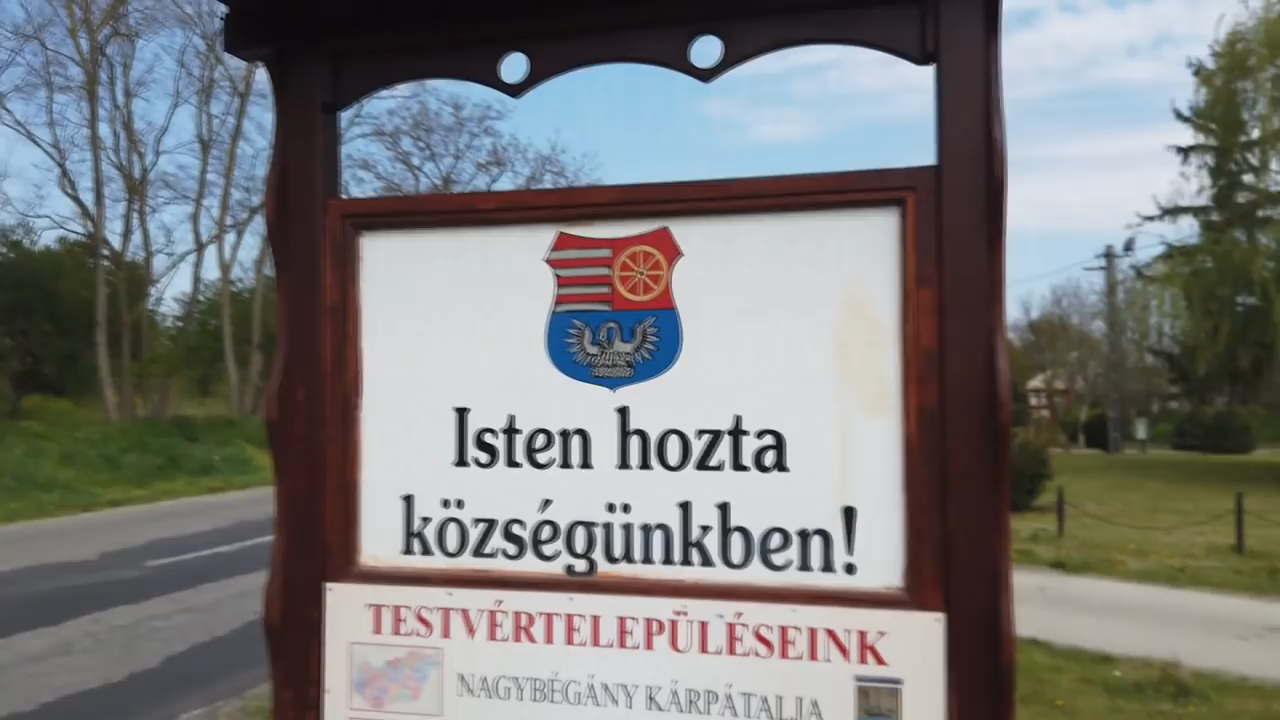 Isten hozta
községünkben!
TESTVÉRTELEPÜLÉSEINK
NAGYBÉGÁNY KÁRPÁTALJA